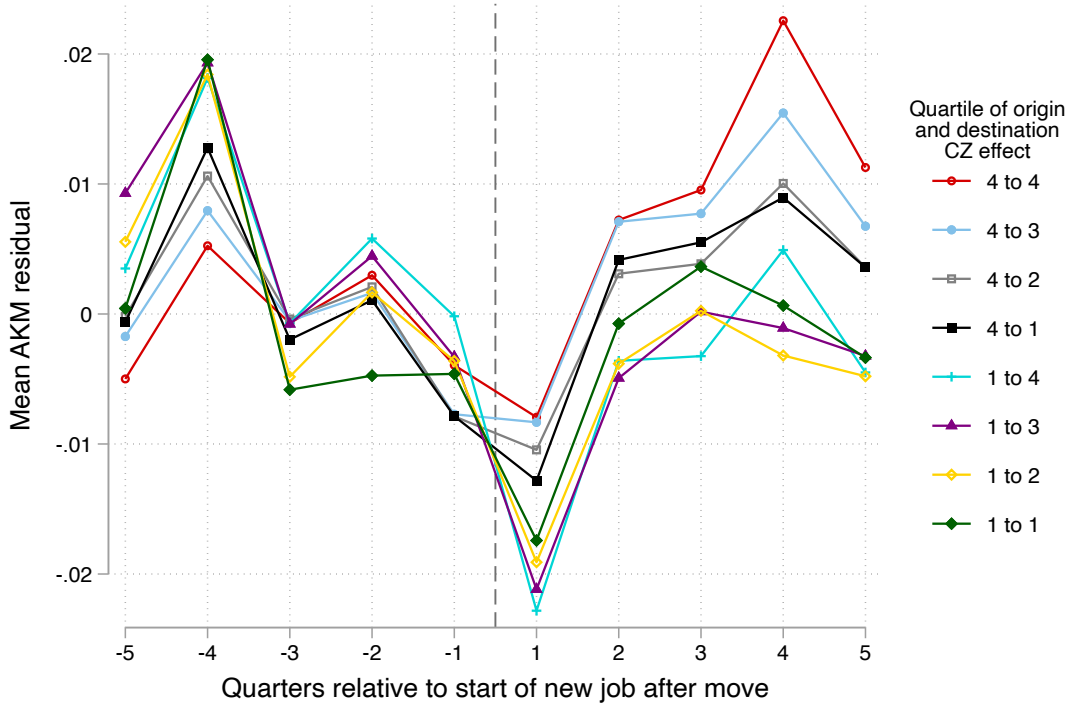 .02
.01
0
-.01
-.02
Mean AKM residual
-5
-4
-3
-2
-1
1
2
3
4
5
Quarters relative to start of new job after move
Quartile of origin
and destination
CZ effect
4 to 4
4 to 3
4 to 2
4 to 1
1 to 4
1 to 3
1 to 2
1 to 1